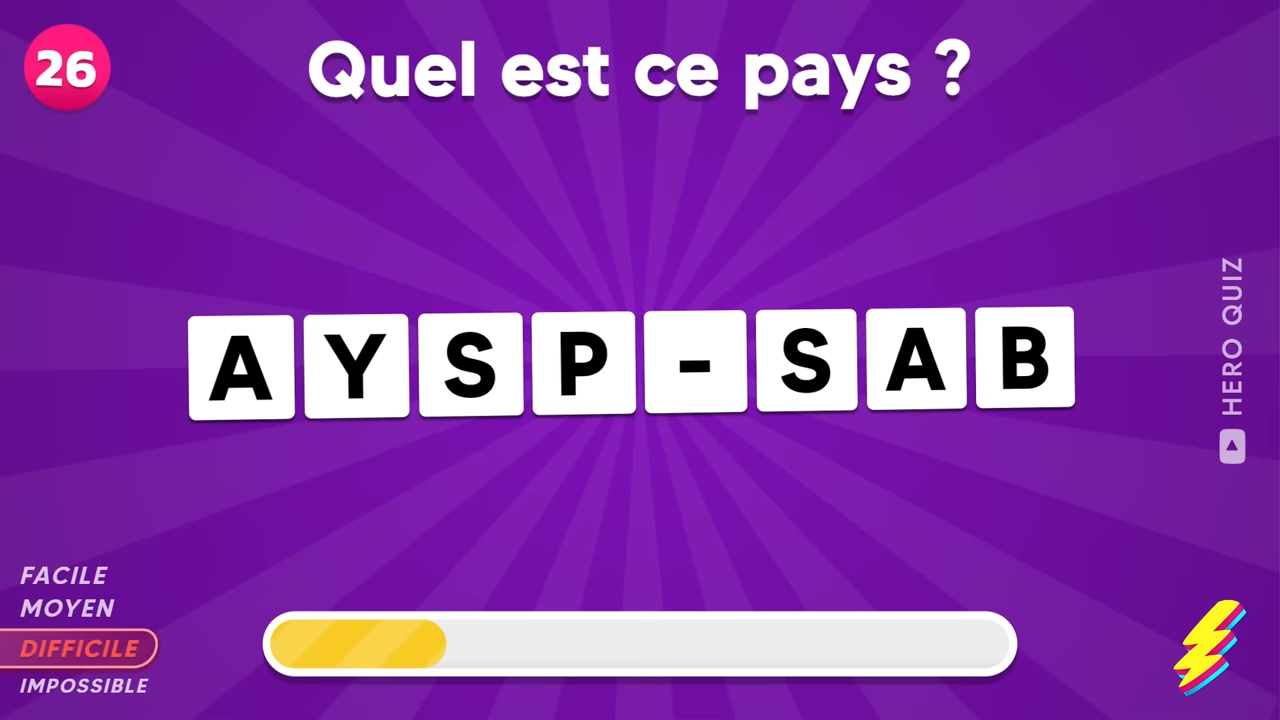 26
Quel est ce pays ?
AYSP-SAB
HERO QUIZ
FACILE
MOYEN
DIFFICILE
IMPOSSIBLE